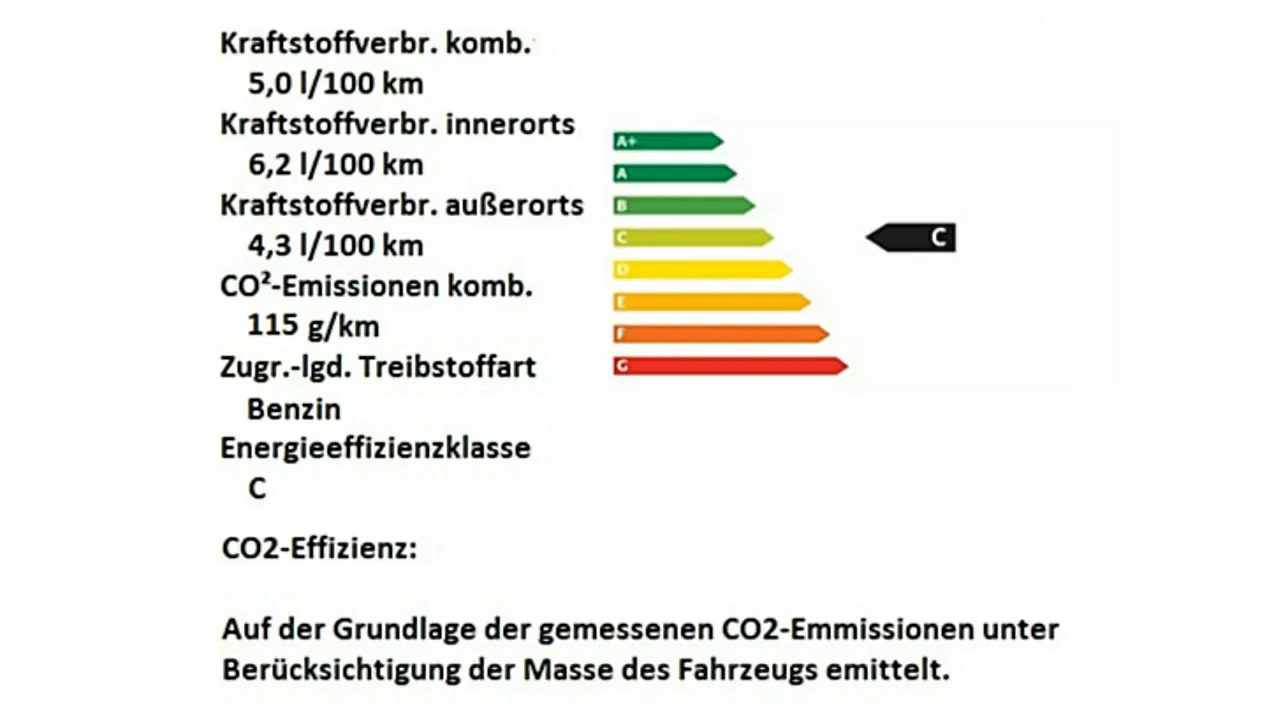 Kraftstoffverbr. komb.
5,0 l/100 km
Kraftstoffverbr. innerorts
6,2 l/100 km
Kraftstoffverbr. außerorts
4,3 l/100 km
CO²-Emissionen komb.
115 g/km
Zugr.-lgd. Treibstoffart
Benzin
Energieeffizienzklasse
C
A+
A
B
C
D
E
F
G
C
CO2-Effizienz:
Auf der Grundlage der gemessenen CO2-Emmissionen unter
Berücksichtigung der Masse des Fahrzeugs emittelt.